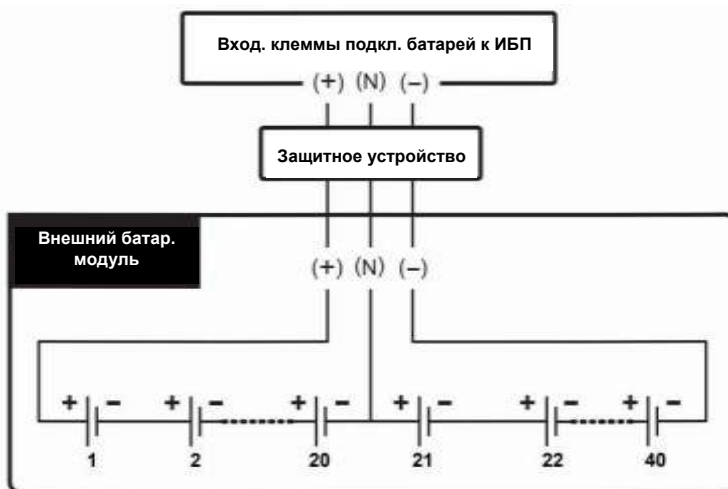 Вход. клеммы подкл. батарей к ИБП
(+) (N) (−)
Защитное устройство
Внешний батар.
модуль
(+) (N) (−)
+ − + − + − + − + − + −
1 2 20 21 22 40